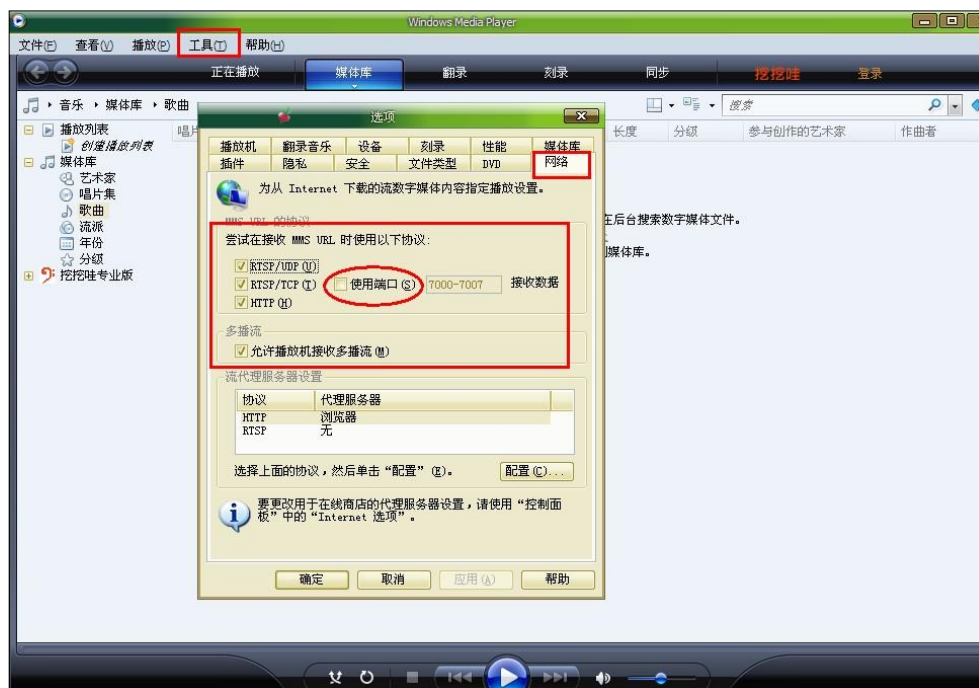 Windows Media Player
文件(F) 查看(V) 播放(P) 工具(T) 帮助(H)
正在播放 媒体库 翻录 刻录 同步 挖挖哇 登录
音乐 媒体库 歌曲 搜索
播放列表
创建播放列表
媒体库
艺术家
唱片集
歌曲
流派
年份
分级
挖挖哇专业版
唱片
长度 分级 参与创作的艺术家 作曲者
在后台搜索数字媒体文件。
媒体库。
选项
播放机 翻录音乐 设备 刻录 性能 媒体库
插件 隐私 安全 文件类型 DVD 网络
为从 Internet 下载的流数字媒体内容指定播放设置。
MMS URL 的协议
尝试在接收 MMS URL 时使用以下协议:
RTSP/UDP(U)
RTSP/TCP(T) 使用端口(S) 7000-7007 接收数据
HTTP(H)
多播流
允许播放机接收多播流(M)
流代理服务器设置
协议 代理服务器
HTTP 浏览器
RTSP 无
选择上面的协议，然后单击“配置”(E)。 配置(C)...
要更改用于在线商店的代理服务器设置，请使用“控制面
板”中的“Internet 选项”。
确定 取消 应用(A) 帮助